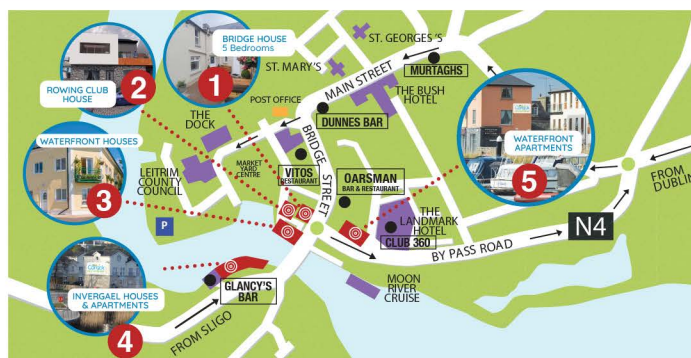 BRIDGE HOUSE
5 Bedrooms
1
ROWING CLUB
HOUSE
2
WATERFRONT HOUSES
3
INVERGAEL HOUSES
& APARTMENTS
4
WATERFRONT
APARTMENTS
5
ST. GEORGES'S
ST. MARY'S
MURTAGHS
MAIN STREET
THE BUSH
HOTEL
POST OFFICE
DUNNES BAR
THE
DOCK
BRIDGE STREET
MARKET
YARD CENTRE
VITOS
RESTAURANT
OARSMAN
BAR & RESTAURANT
LEITRIM
COUNTY
COUNCIL
P
THE
LANDMARK
HOTEL
CLUB 360
BY PASS ROAD
N4
FROM
DUBLIN
MOON
RIVER
CRUISE
GLANCY'S
BAR
FROM SLIGO